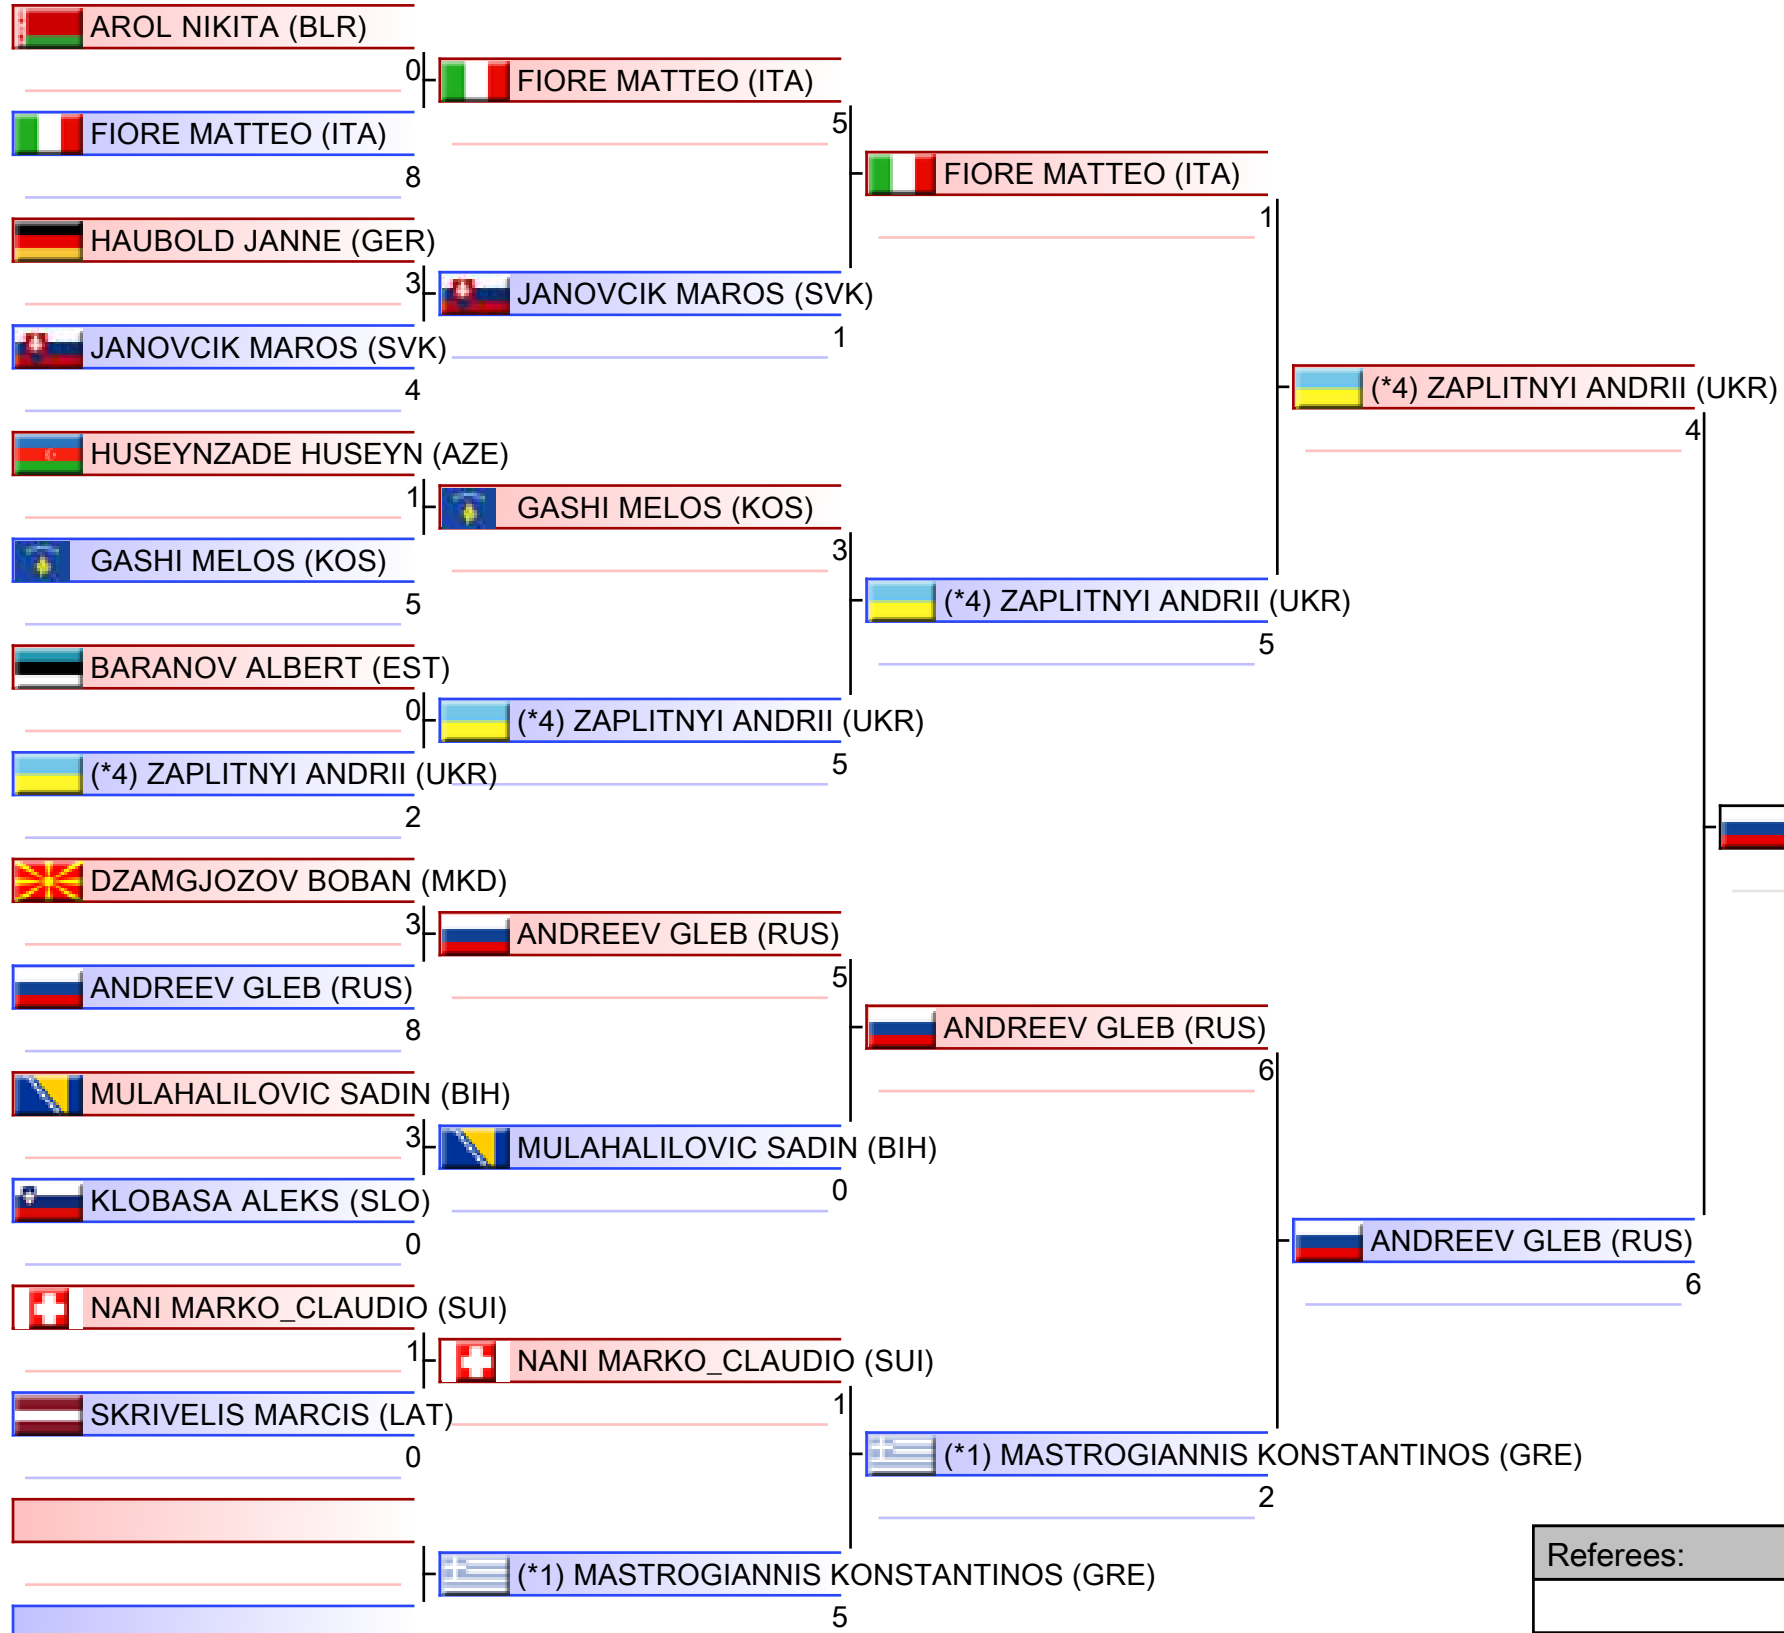 AROL NIKITA (BLR)
0
FIORE MATTEO (ITA)
8
HAUBOLD JANNE (GER)
3
JANOVCIK MAROS (SVK)
4
HUSEYNZADE HUSEYN (AZE)
1
GASHI MELOS (KOS)
5
BARANOV ALBERT (EST)
0
(*4) ZAPLITNYI ANDRII (UKR)
2
DZAMGJOZOV BOBAN (MKD)
3
ANDREEV GLEB (RUS)
8
MULAHALILOVIC SADIN (BIH)
3
KLOBASA ALEKS (SLO)
0
NANI MARKO_CLAUDIO (SUI)
1
SKRIVELIS MARCIS (LAT)
0
FIORE MATTEO (ITA)
5
JANOVCIK MAROS (SVK)
1
GASHI MELOS (KOS)
3
(*4) ZAPLITNYI ANDRII (UKR)
5
ANDREEV GLEB (RUS)
5
MULAHALILOVIC SADIN (BIH)
0
NANI MARKO_CLAUDIO (SUI)
1
(*1) MASTROGIANNIS KONSTANTINOS (GRE)
5
FIORE MATTEO (ITA)
1
(*4) ZAPLITNYI ANDRII (UKR)
5
ANDREEV GLEB (RUS)
6
(*1) MASTROGIANNIS KONSTANTINOS (GRE)
2
(*4) ZAPLITNYI ANDRII (UKR)
4
ANDREEV GLEB (RUS)
6
Referees: